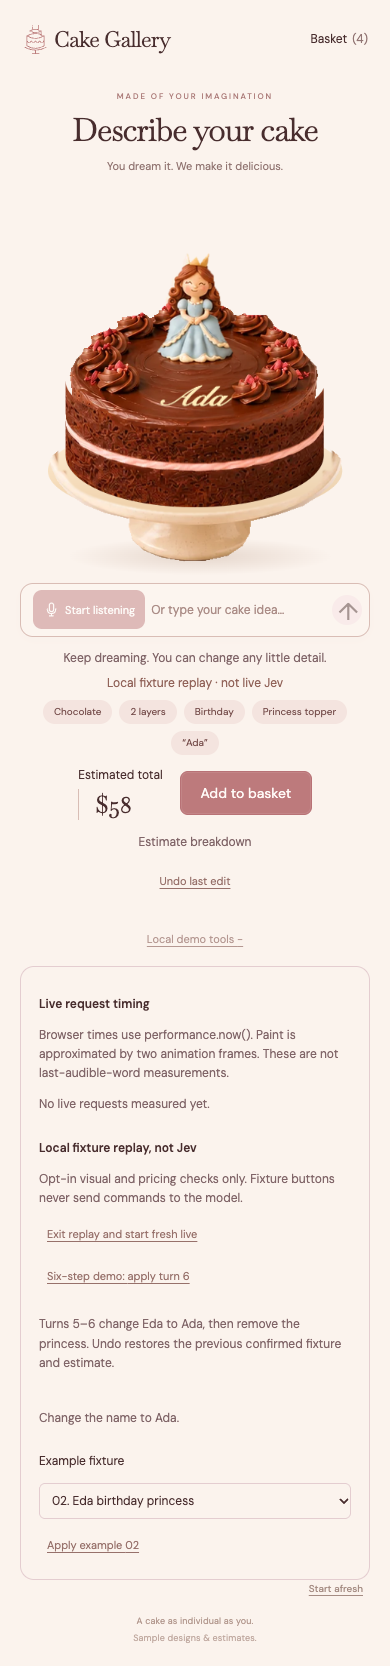 Cake Gallery
Basket (4)
MADE OF YOUR IMAGINATION
Describe your cake
You dream it. We make it delicious.
Ada
Start listening
Or type your cake idea…
Keep dreaming. You can change any little detail.
Local fixture replay · not live Jev
Chocolate
2 layers
Birthday
Princess topper
“Ada”
Estimated total
$58
Add to basket
Estimate breakdown
Undo last edit
Local demo tools −
Live request timing
Browser times use performance.now(). Paint is
approximated by two animation frames. These are not
last-audible-word measurements.
No live requests measured yet.
Local fixture replay, not Jev
Opt-in visual and pricing checks only. Fixture buttons
never send commands to the model.
Exit replay and start fresh live
Six-step demo: apply turn 6
Turns 5–6 change Eda to Ada, then remove the
princess. Undo restores the previous confirmed fixture
and estimate.
Change the name to Ada.
Example fixture
02. Eda birthday princess
Apply example 02
Start afresh
A cake as individual as you.
Sample designs & estimates.